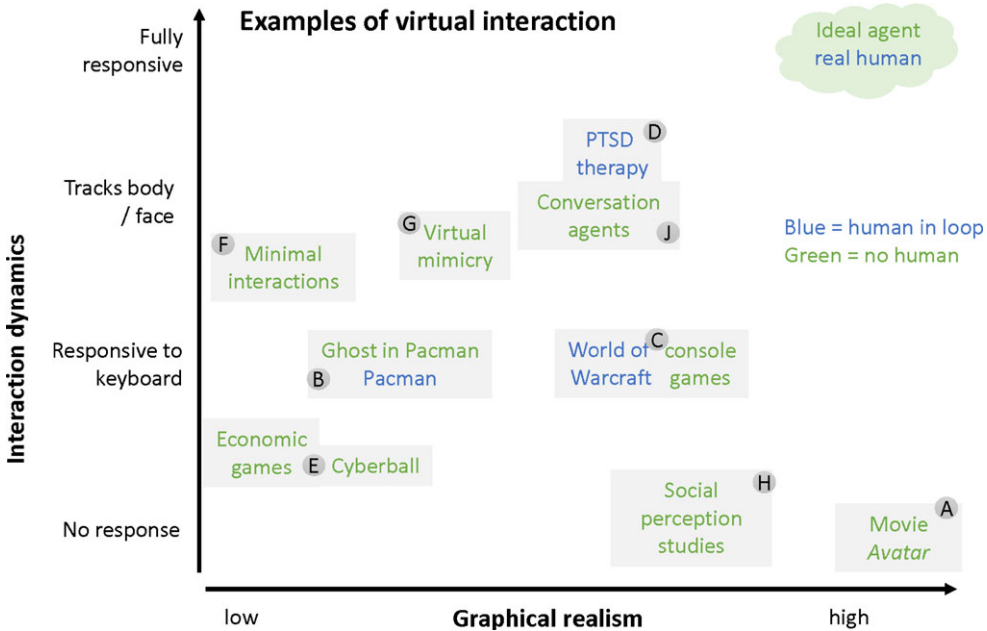 Examples of virtual interaction
Fully
responsive
Ideal agent
real human
D
PTSD
therapy
Tracks body
/ face
Conversation
agents
J
G
Virtual
mimicry
F
Minimal
interactions
Blue = human in loop
Green = no human
Interaction dynamics
Responsive to
keyboard
Ghost in Pacman
Pacman
B
World of
Warcraft
C
console
games
Economic
games
E
Cyberball
H
Social
perception
studies
A
Movie
Avatar
No response
low
Graphical realism
high